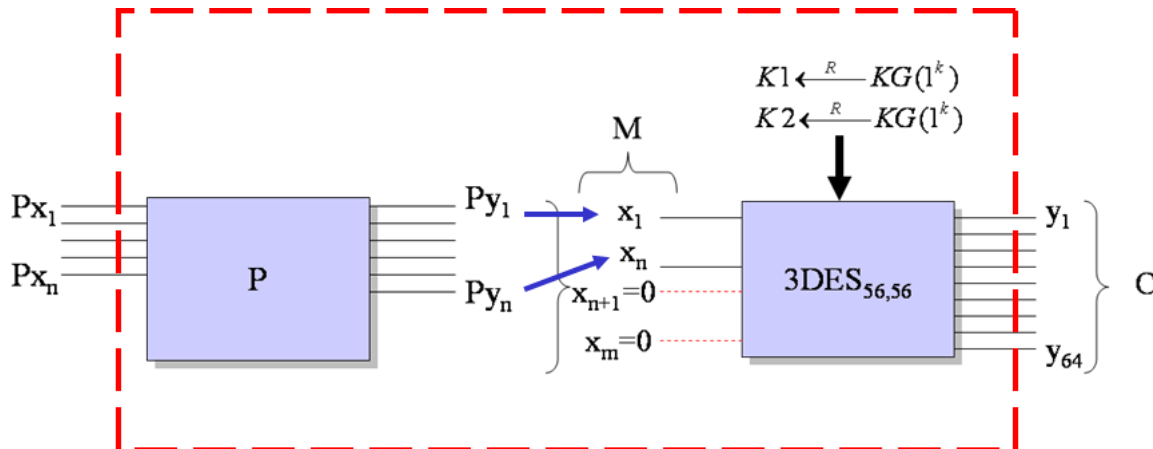 K1 ←R KG(1^k)
K2 ←R KG(1^k)
M
Px₁
Pxₙ
P
Py₁
Pyₙ
x₁
xₙ
xₙ₊₁=0
xₘ=0
3DES₅₆,₅₆
y₁
y₆₄
C